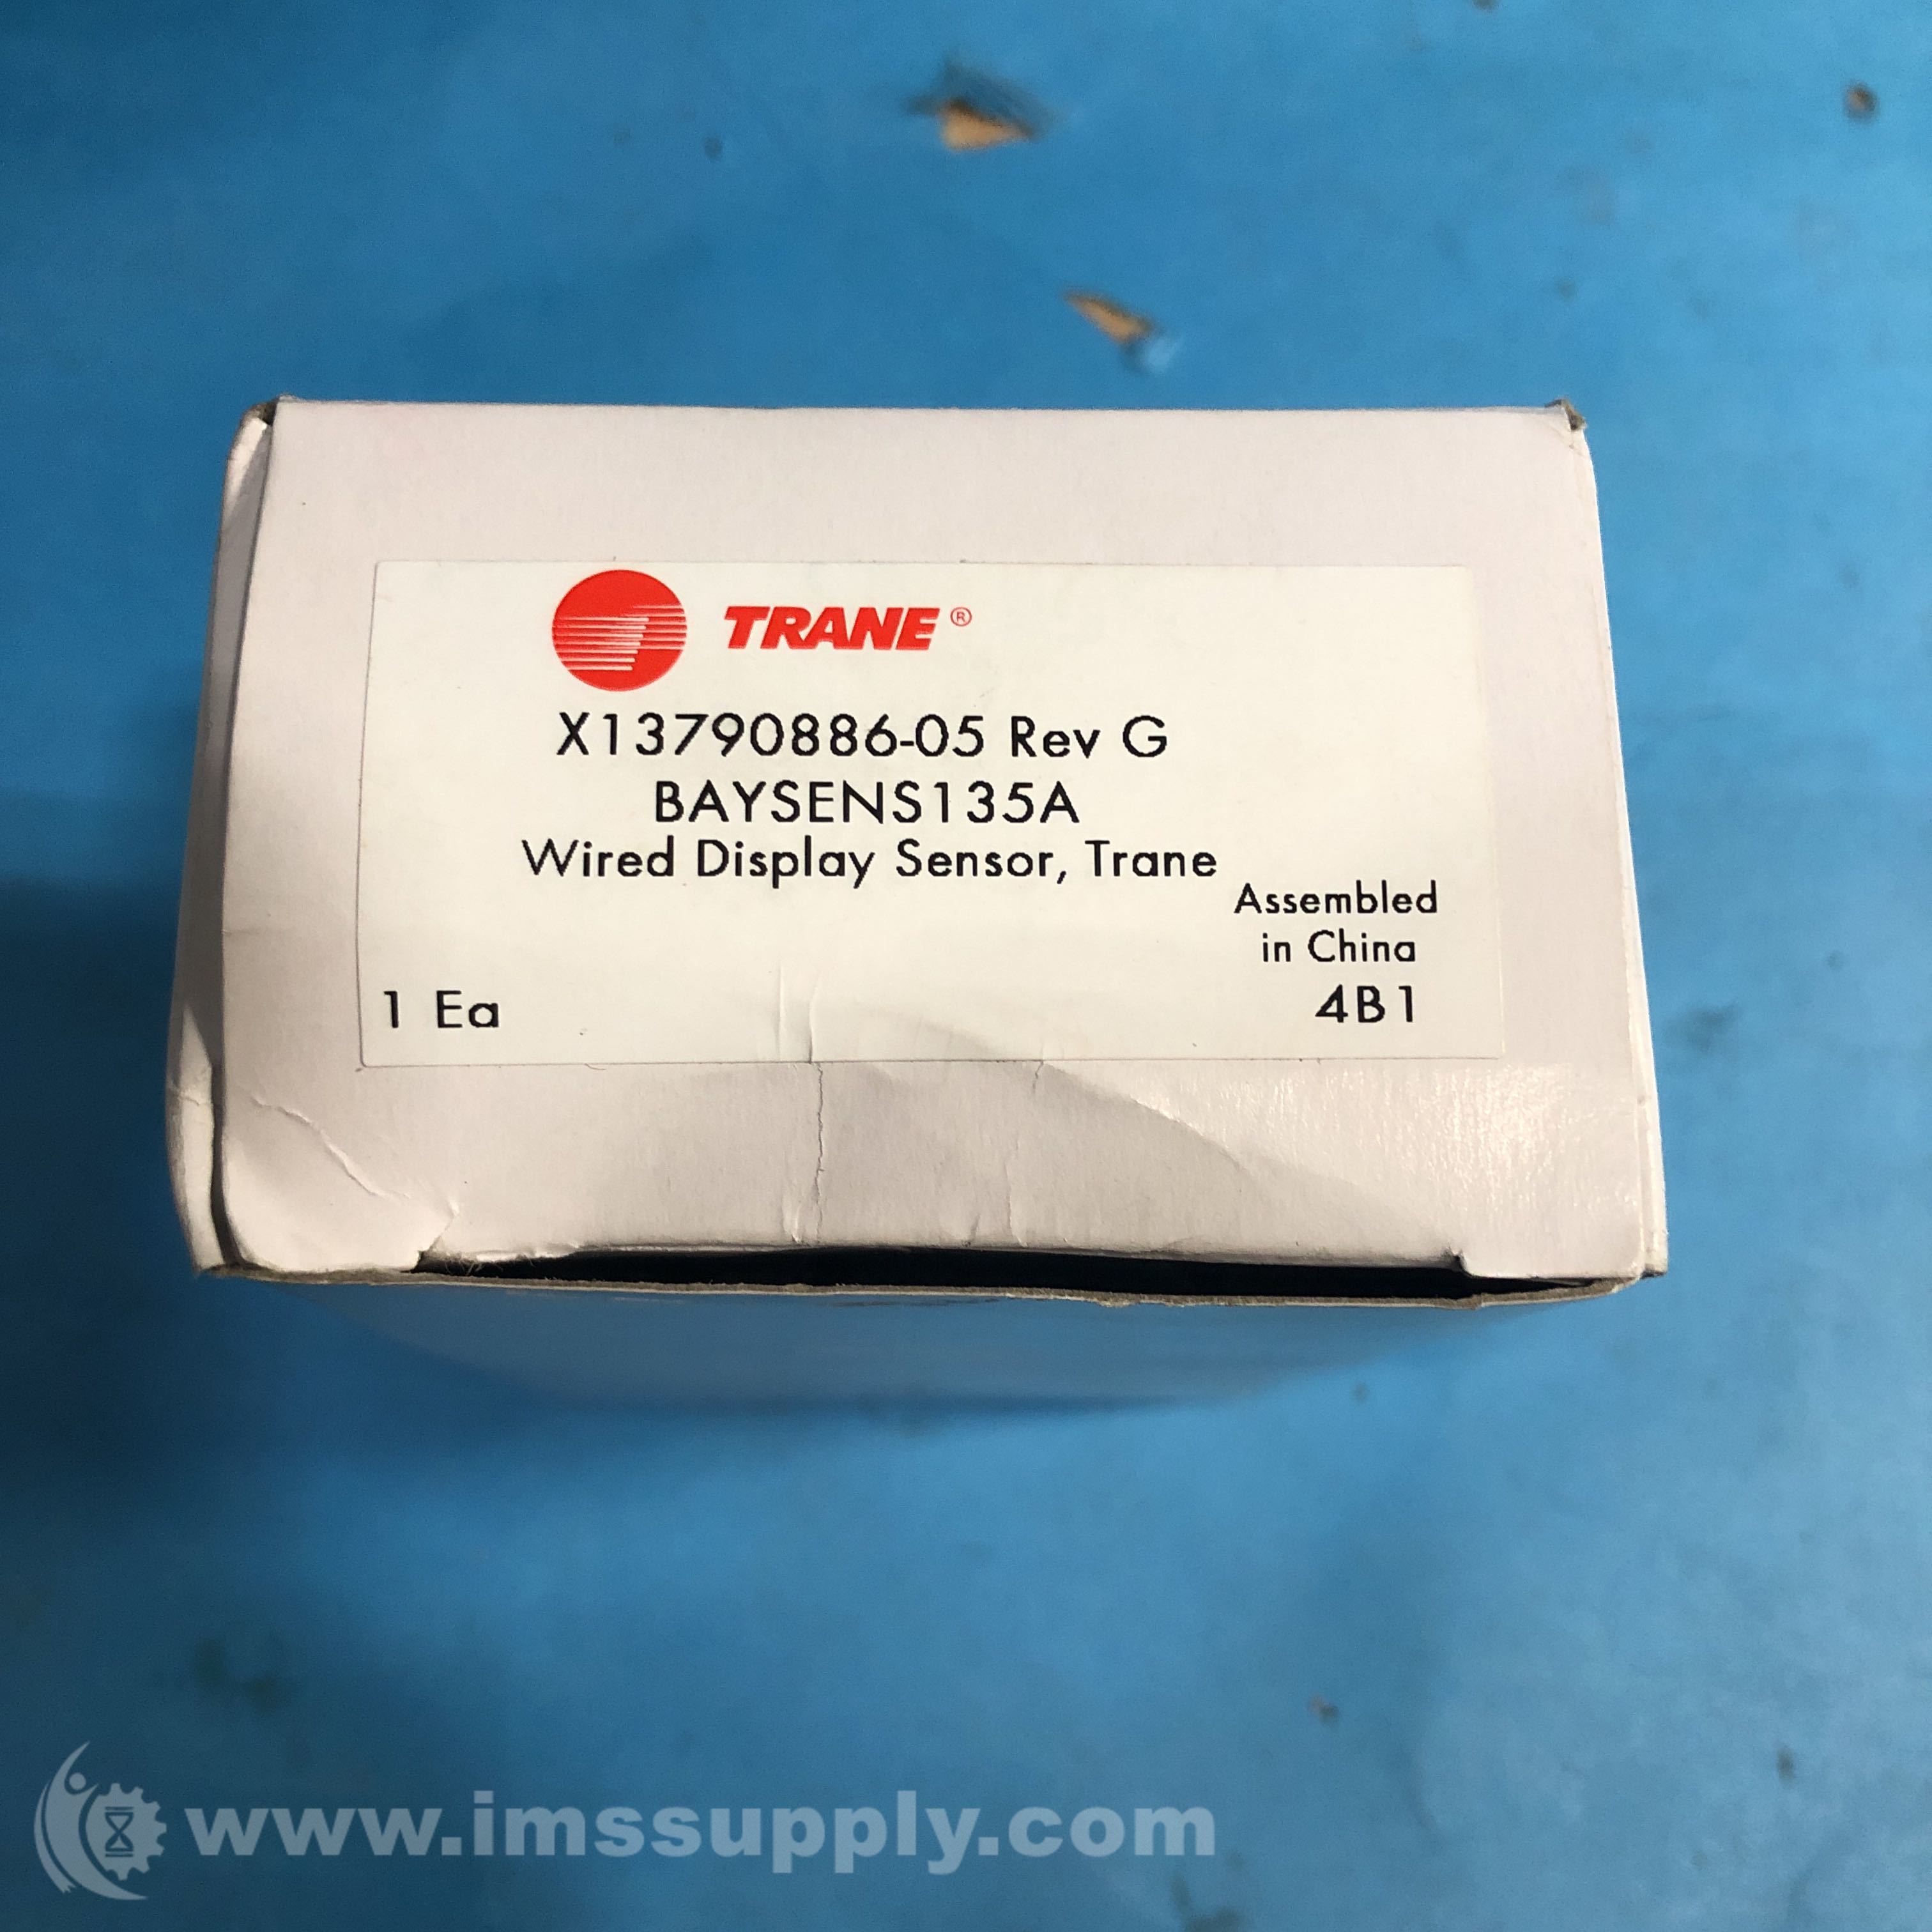 TRANE®
X13790886-05 Rev G
BAYSENS135A
Wired Display Sensor, Trane
Assembled
in China
1 Ea
4B1
www.imssupply.com